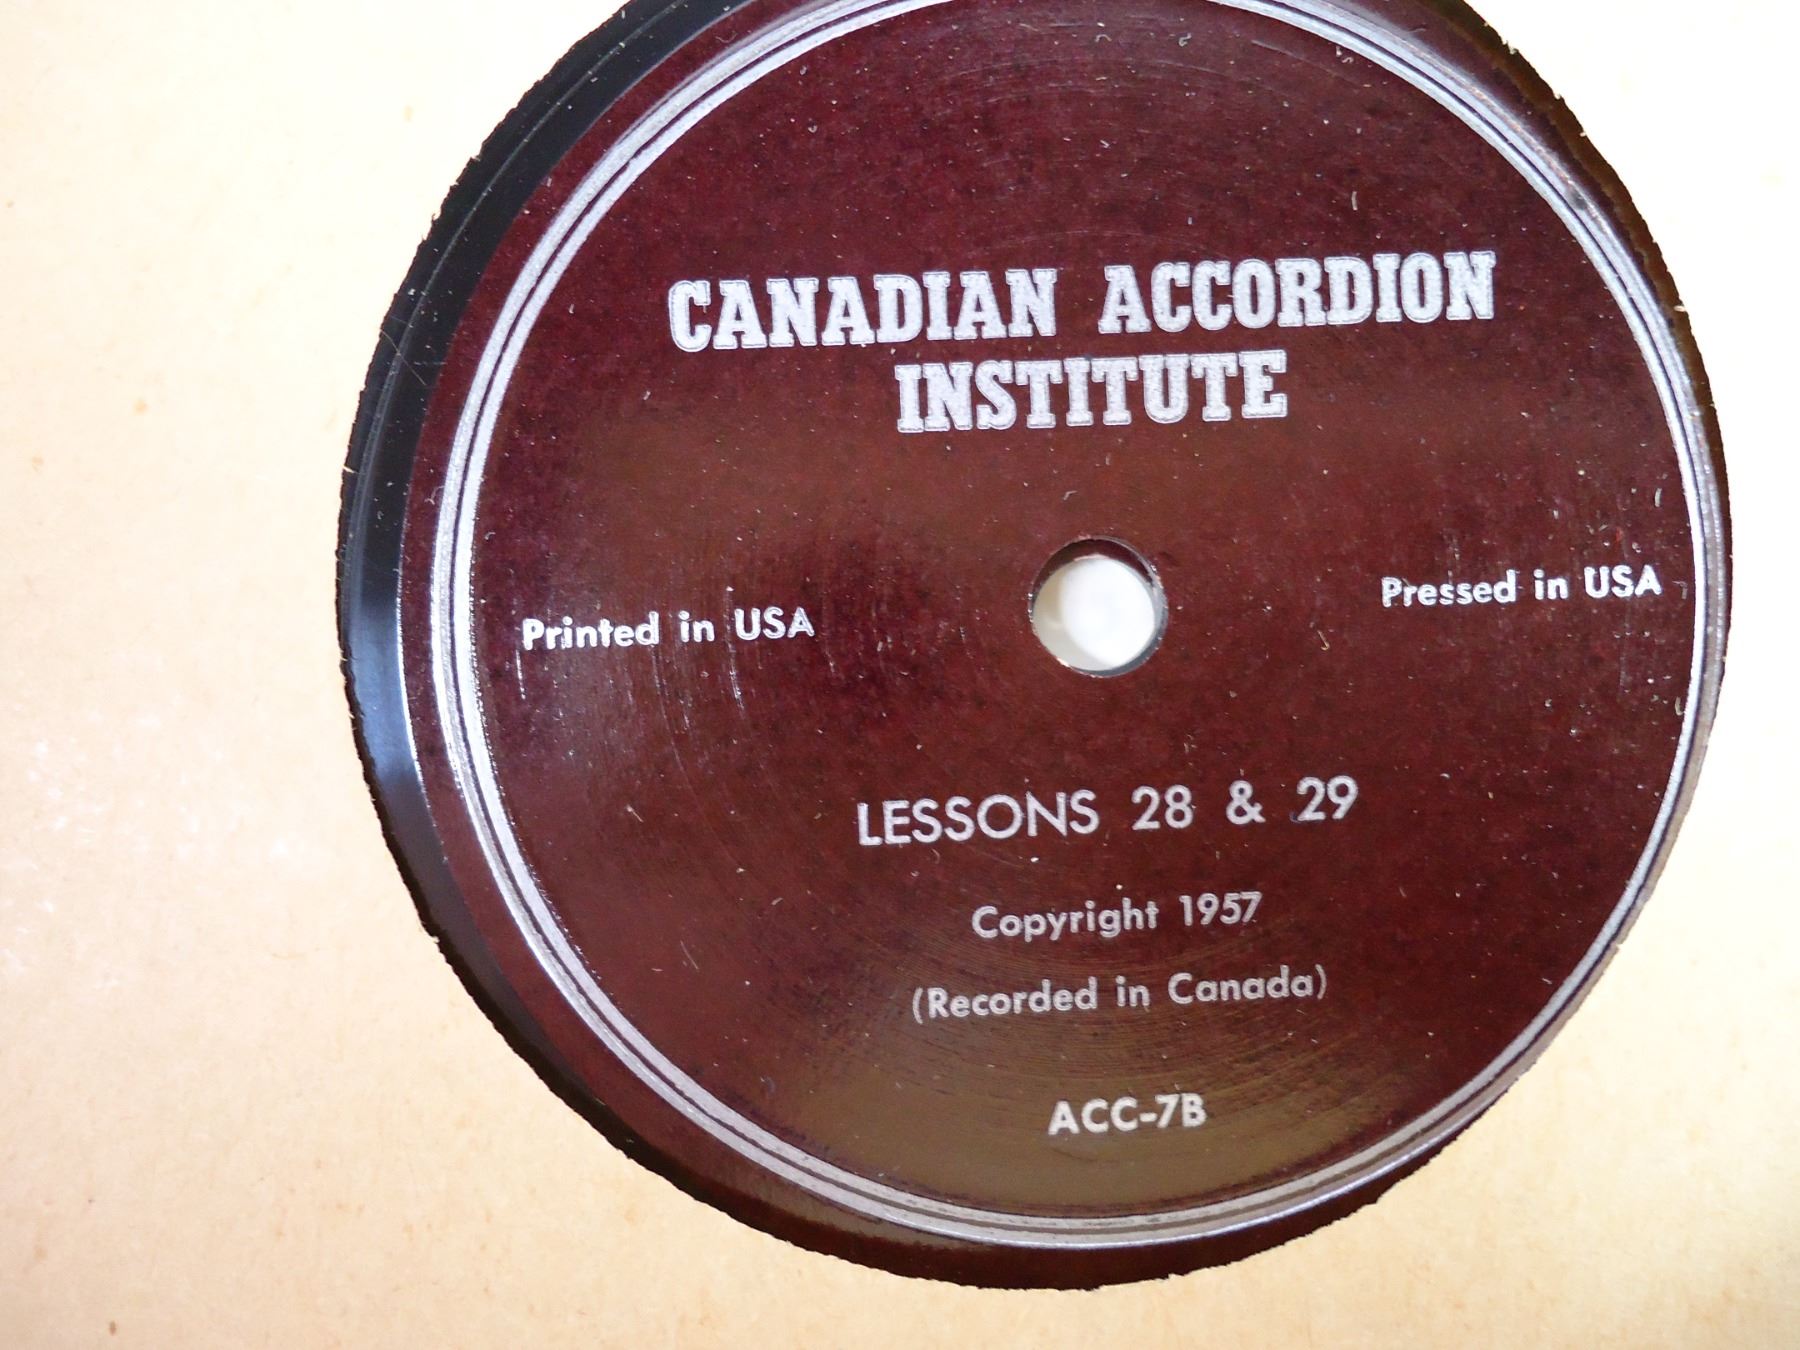 CANADIAN ACCORDION
INSTITUTE
Printed in USA
Pressed in USA
LESSONS 28 & 29
Copyright 1957
(Recorded in Canada)
ACC-7B